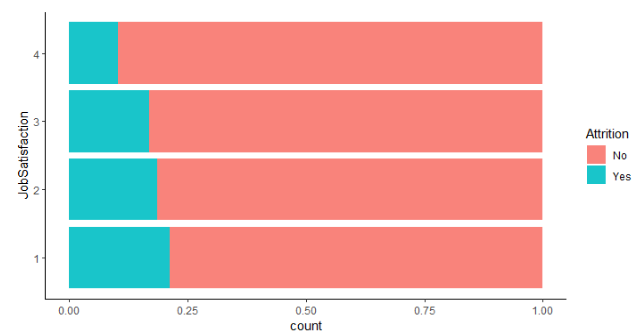 JobSatisfaction
4
3
2
1
0.00 0.25 0.50 0.75 1.00
count
Attrition
No
Yes